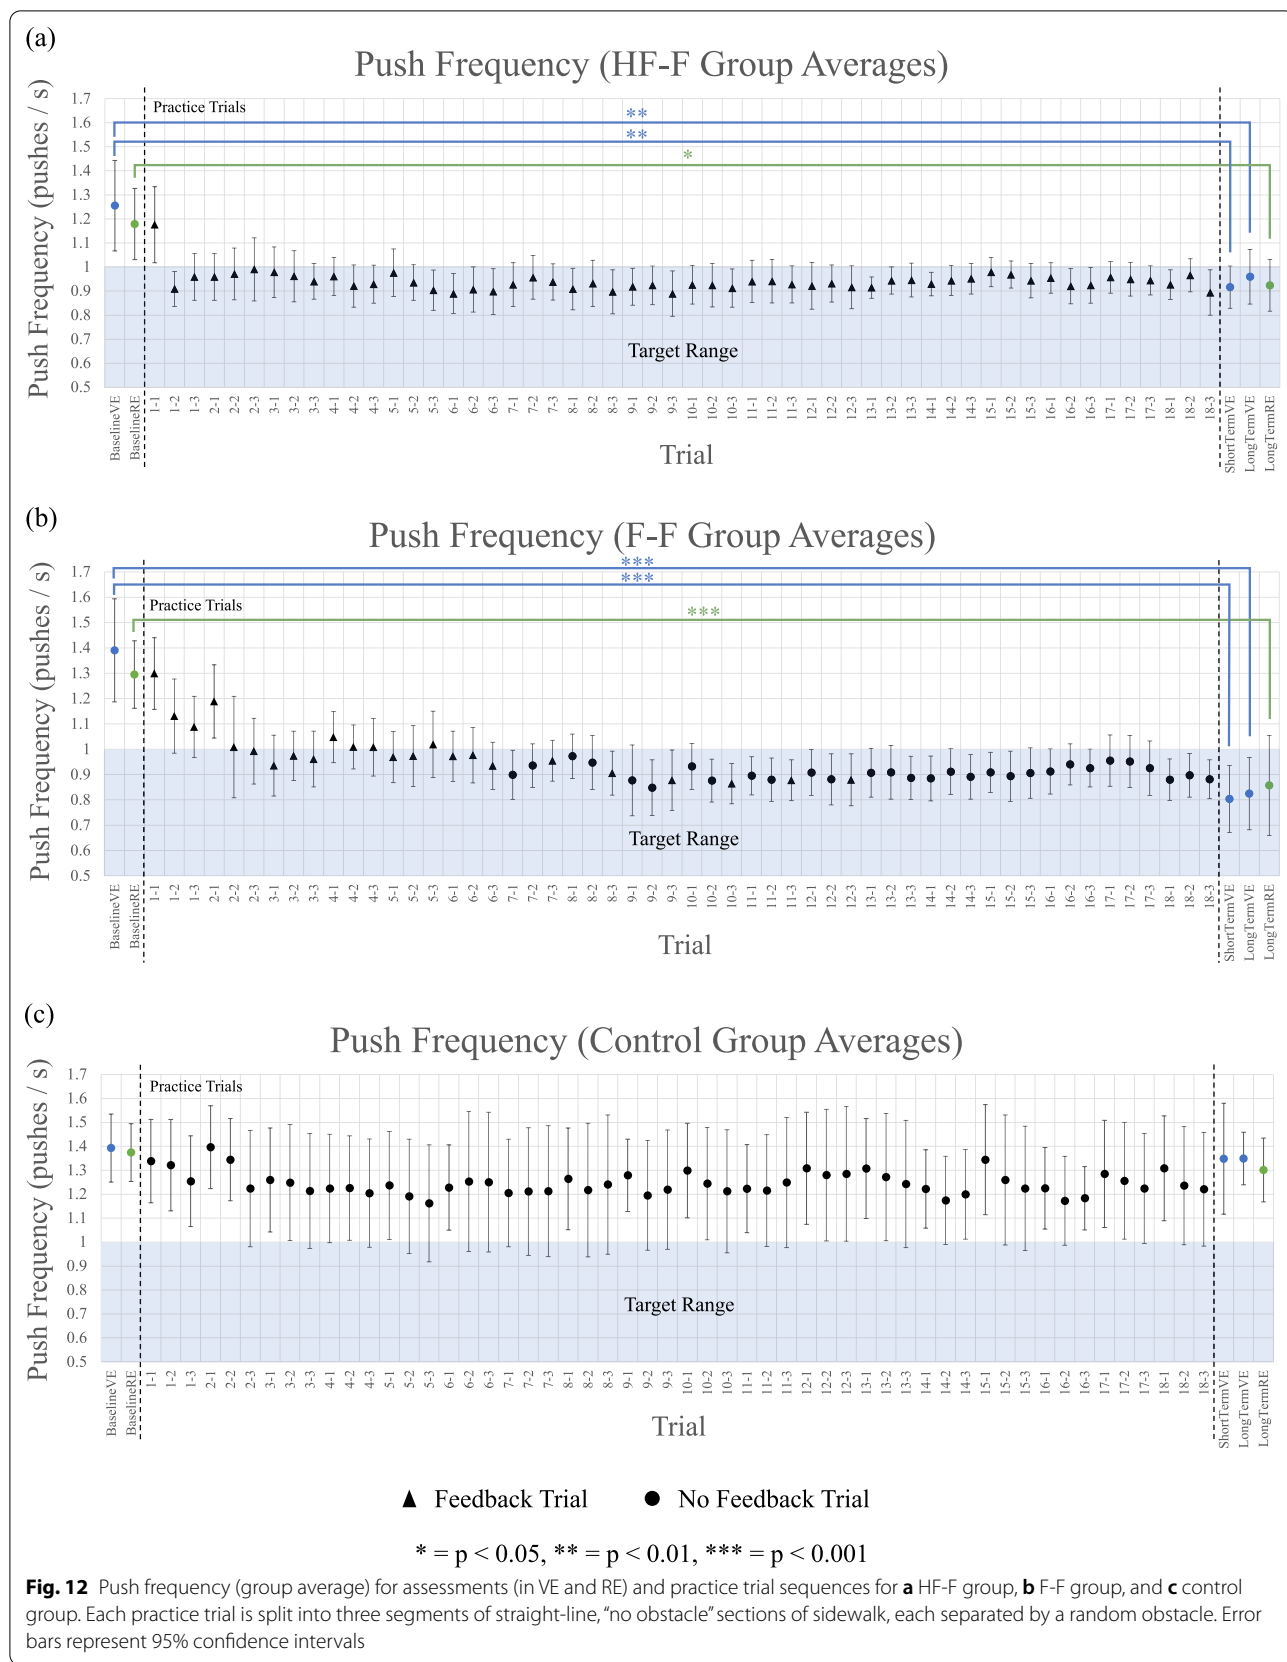 (a)
Push Frequency (HF-F Group Averages)
Push Frequency (pushes / s)
1.7
1.6
1.5
1.4
1.3
1.2
1.1
1
0.9
0.8
0.7
0.6
0.5
Practice Trials
**
**
*
Target Range
BaselineVE BaselineRE 1-1 1-2 1-3 2-1 2-2 2-3 3-1 3-2 3-3 4-1 4-2 4-3 5-1 5-2 5-3 6-1 6-2 6-3 7-1 7-2 7-3 8-1 8-2 8-3 9-1 9-2 9-3 10-1 10-2 10-3 11-1 11-2 11-3 12-1 12-2 12-3 13-1 13-2 13-3 14-1 14-2 14-3 15-1 15-2 15-3 16-1 16-2 16-3 17-1 17-2 17-3 18-1 18-2 18-3 ShortTermVE LongTermVE LongTermRE
Trial
(b)
Push Frequency (F-F Group Averages)
Push Frequency (pushes / s)
1.7
1.6
1.5
1.4
1.3
1.2
1.1
1
0.9
0.8
0.7
0.6
0.5
***
***
Practice Trials
***
Target Range
BaselineVE BaselineRE 1-1 1-2 1-3 2-1 2-2 2-3 3-1 3-2 3-3 4-1 4-2 4-3 5-1 5-2 5-3 6-1 6-2 6-3 7-1 7-2 7-3 8-1 8-2 8-3 9-1 9-2 9-3 10-1 10-2 10-3 11-1 11-2 11-3 12-1 12-2 12-3 13-1 13-2 13-3 14-1 14-2 14-3 15-1 15-2 15-3 16-1 16-2 16-3 17-1 17-2 17-3 18-1 18-2 18-3 ShortTermVE LongTermVE LongTermRE
Trial
(c)
Push Frequency (Control Group Averages)
Push Frequency (pushes / s)
1.7
1.6
1.5
1.4
1.3
1.2
1.1
1
0.9
0.8
0.7
0.6
0.5
Practice Trials
Target Range
BaselineVE BaselineRE 1-1 1-2 1-3 2-1 2-2 2-3 3-1 3-2 3-3 4-1 4-2 4-3 5-1 5-2 5-3 6-1 6-2 6-3 7-1 7-2 7-3 8-1 8-2 8-3 9-1 9-2 9-3 10-1 10-2 10-3 11-1 11-2 11-3 12-1 12-2 12-3 13-1 13-2 13-3 14-1 14-2 14-3 15-1 15-2 15-3 16-1 16-2 16-3 17-1 17-2 17-3 18-1 18-2 18-3 ShortTermVE LongTermVE LongTermRE
Trial
▲ Feedback Trial ● No Feedback Trial
* = p < 0.05, ** = p < 0.01, *** = p < 0.001
Fig. 12 Push frequency (group average) for assessments (in VE and RE) and practice trial sequences for a HF-F group, b F-F group, and c control
group. Each practice trial is split into three segments of straight-line, “no obstacle” sections of sidewalk, each separated by a random obstacle. Error
bars represent 95% confidence intervals